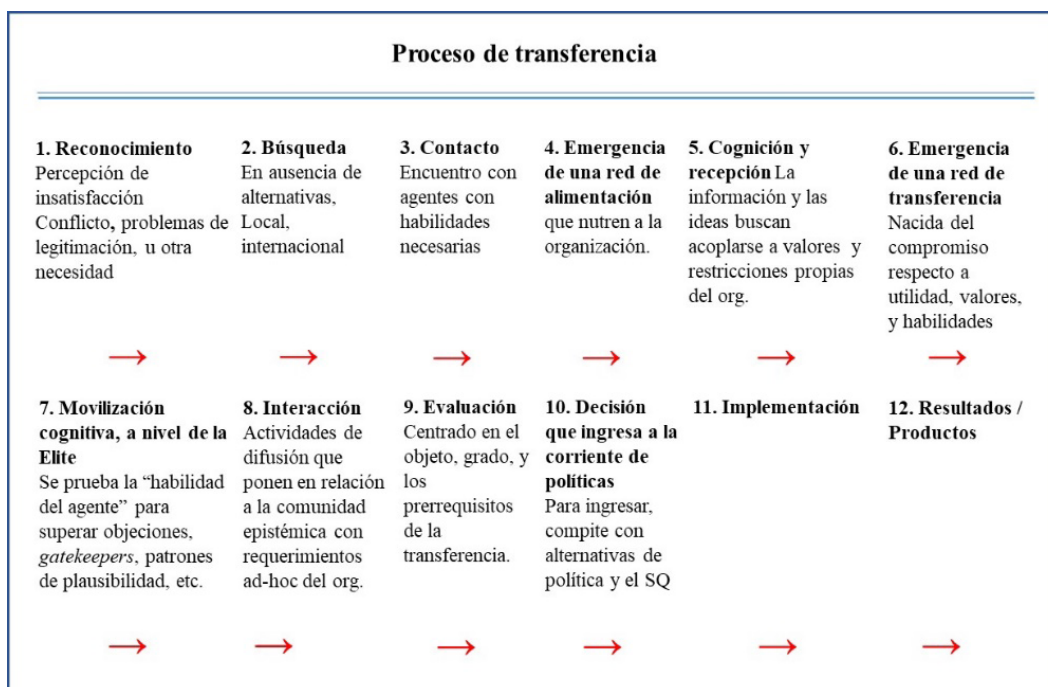 Proceso de transferencia
1. Reconocimiento
Percepción de
insatisfacción
Conflicto, problemas de
legitimación, u otra
necesidad
2. Búsqueda
En ausencia de
alternativas,
Local,
internacional
3. Contacto
Encuentro con
agentes con
habilidades
necesarias
4. Emergencia
de una red de
alimentación
que nutren a la
organización.
5. Cognición y
recepción La
información y las
ideas buscan
acoplarse a valores y
restricciones propias
del org.
6. Emergencia
de una red de
transferencia
Nacida del
compromiso
respecto a
utilidad, valores,
y habilidades
7. Movilización
cognitiva, a nivel de la
Elite
Se prueba la “habilidad
del agente” para
superar objeciones,
gatekeepers, patrones
de plausibilidad, etc.
8. Interacción
Actividades de
difusión que
ponen en relación
a la comunidad
epistémica con
requerimientos
ad-hoc del org.
9. Evaluación
Centrado en el
objeto, grado, y
los
prerrequisitos
de la
transferencia.
10. Decisión
que ingresa a la
corriente de
políticas
Para ingresar,
compite con
alternativas de
política y el SQ
11. Implementación
12. Resultados /
Productos